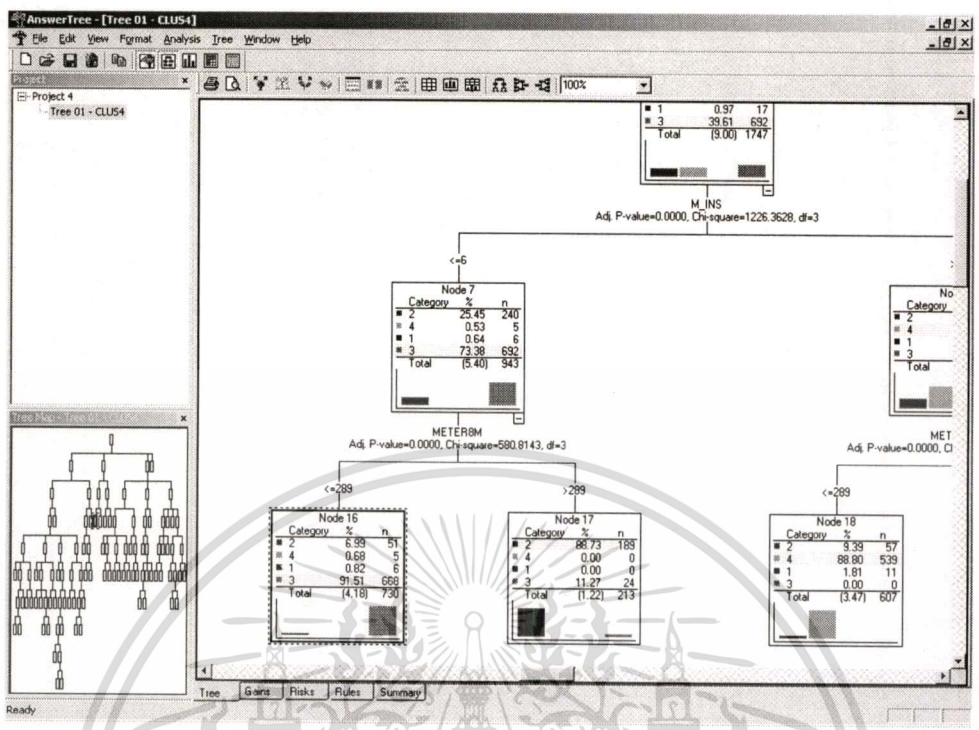 AnswerTree - [Tree 01 - CLUS4]
File Edit View Format Analysis Tree Window Help
100%
Project
Project 4
Tree 01 - CLUS4
1 0.97 17
3 39.61 692
Total (9.00) 1747
M_INS
Adj. P-value=0.0000, Chi-square=1226.3628, df=3
<=6
Node 7
Category % n
2 25.45 240
4 0.53 5
1 0.64 6
3 73.38 692
Total (5.40) 943
No
Category
2
4
1
3
Total
METER8M
Adj. P-value=0.0000, Chi-square=580.8143, df=3
MET
Adj. P-value=0.0000, Cl
<=289
>289
<=289
Node 16
Category % n
2 6.99 51
4 0.68 5
1 0.82 6
3 91.51 668
Total (4.18) 730
Node 17
Category % n
2 88.73 189
4 0.00 0
1 0.00 0
3 11.27 24
Total (1.22) 213
Node 18
Category % n
2 9.39 57
4 88.80 539
1 1.81 11
3 0.00 0
Total (3.47) 607
Tree Map - Tree 01
Tree Gains Risks Rules Summary
Ready